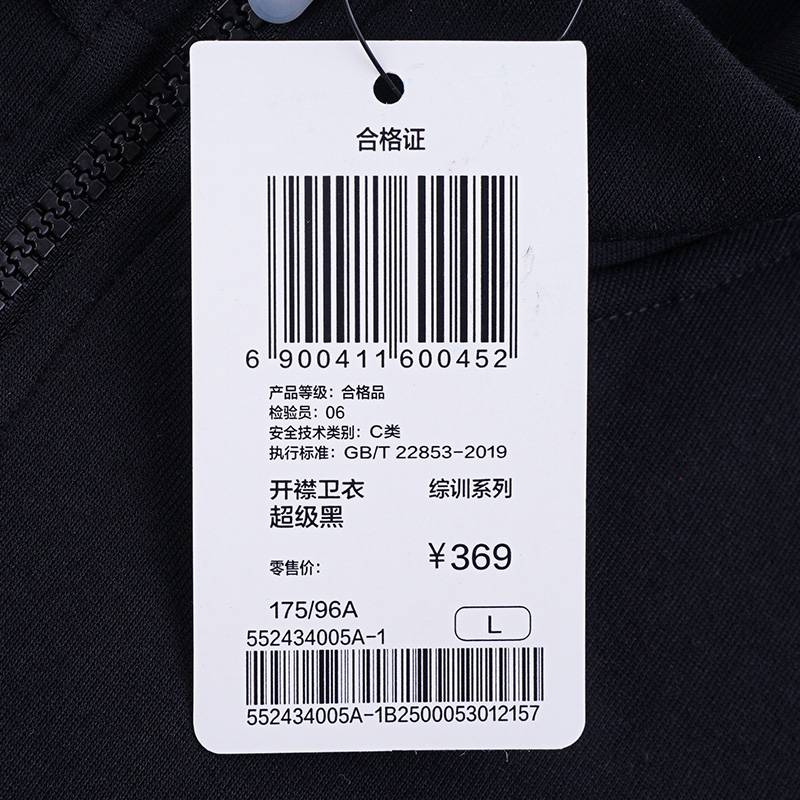 合格证
6 900411 600452
产品等级：合格品
检验员：06
安全技术类别：C类
执行标准：GB/T 22853-2019
开襟卫衣 综训系列
超级黑
零售价： ¥369
175/96A L
552434005A-1
552434005A-1B2500053012157